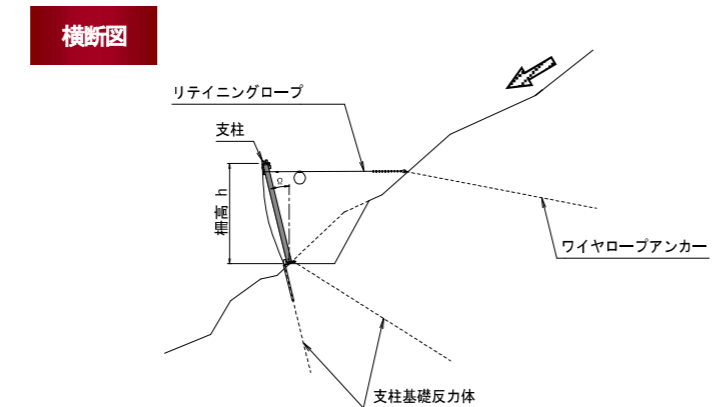 横断図
リテイニングロープ
支柱
α
柵高 h
ワイヤロープアンカー
支柱基礎反力体